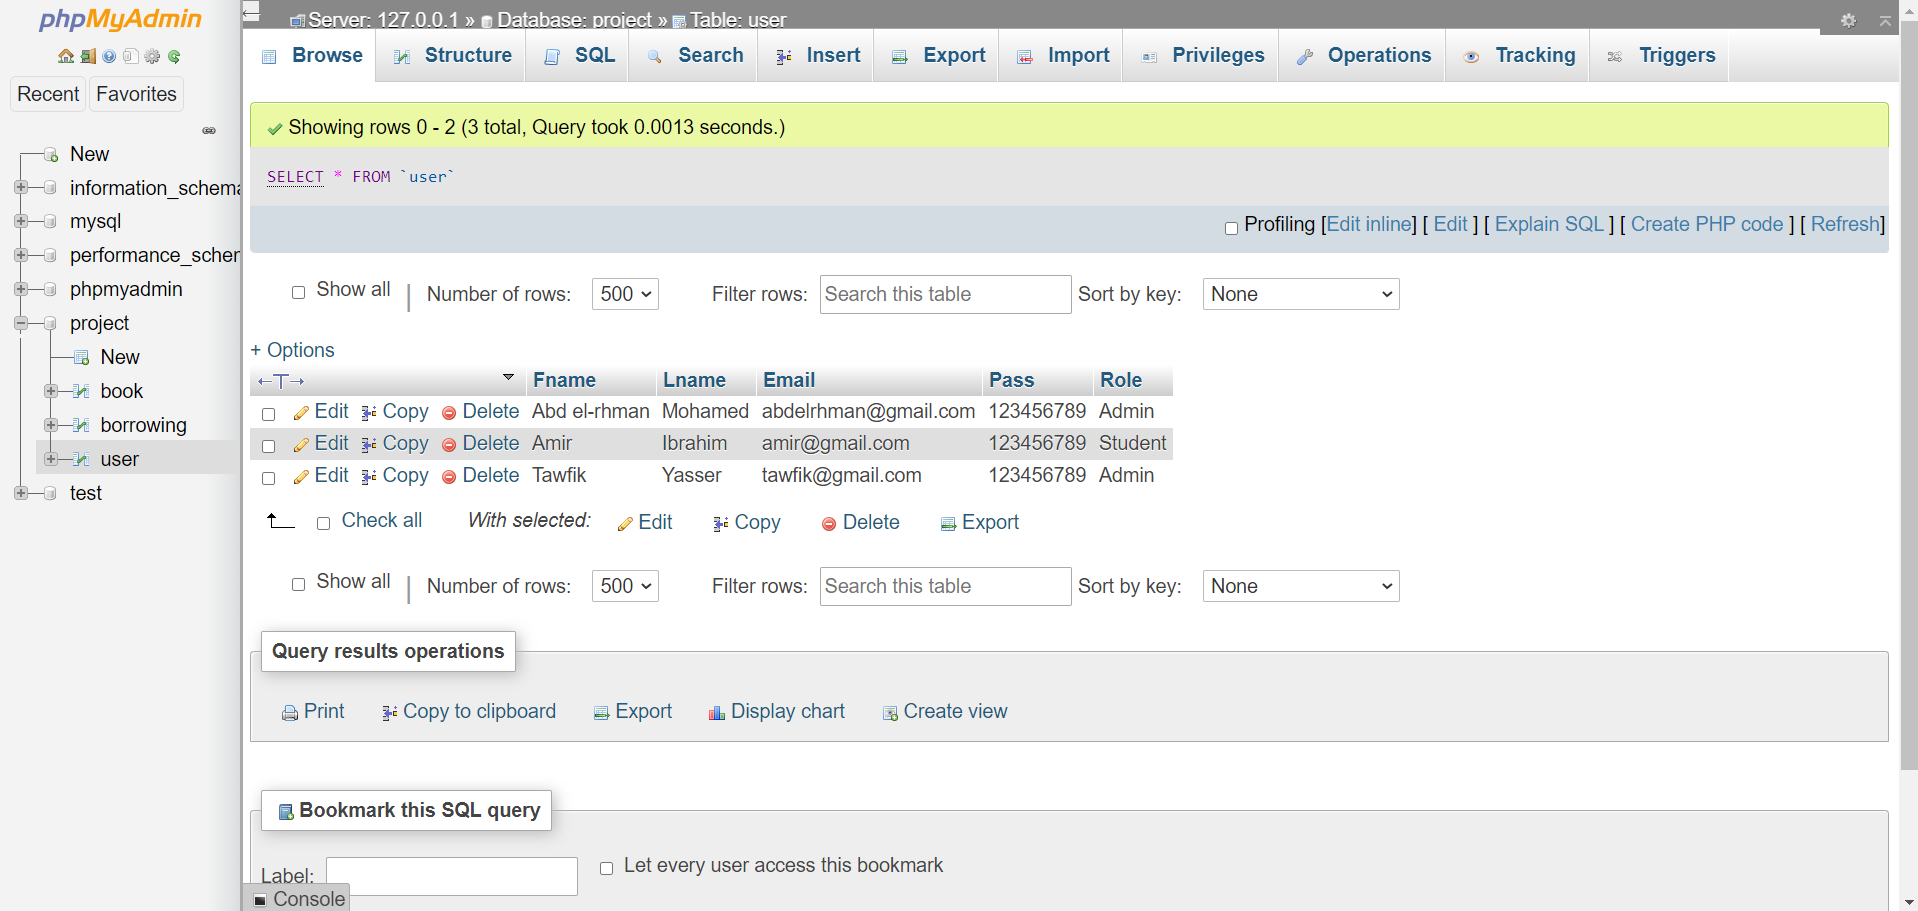 phpMyAdmin
Recent Favorites
New
information_schema
mysql
performance_scher
phpmyadmin
project
New
book
borrowing
user
test
Server: 127.0.0.1 » Database: project » Table: user
Browse Structure SQL Search Insert Export Import Privileges Operations Tracking Triggers
Showing rows 0 - 2 (3 total, Query took 0.0013 seconds.)
SELECT * FROM `user`
Profiling [Edit inline] [ Edit ] [ Explain SQL ] [ Create PHP code ] [ Refresh]
Show all | Number of rows: 500 Filter rows: Search this table Sort by key: None
+ Options
←T→ Fname Lname Email Pass Role
Edit Copy Delete Abd el-rhman Mohamed abdelrhman@gmail.com 123456789 Admin
Edit Copy Delete Amir Ibrahim amir@gmail.com 123456789 Student
Edit Copy Delete Tawfik Yasser tawfik@gmail.com 123456789 Admin
Check all With selected: Edit Copy Delete Export
Show all | Number of rows: 500 Filter rows: Search this table Sort by key: None
Query results operations
Print Copy to clipboard Export Display chart Create view
Bookmark this SQL query
Label: Let every user access this bookmark
Console